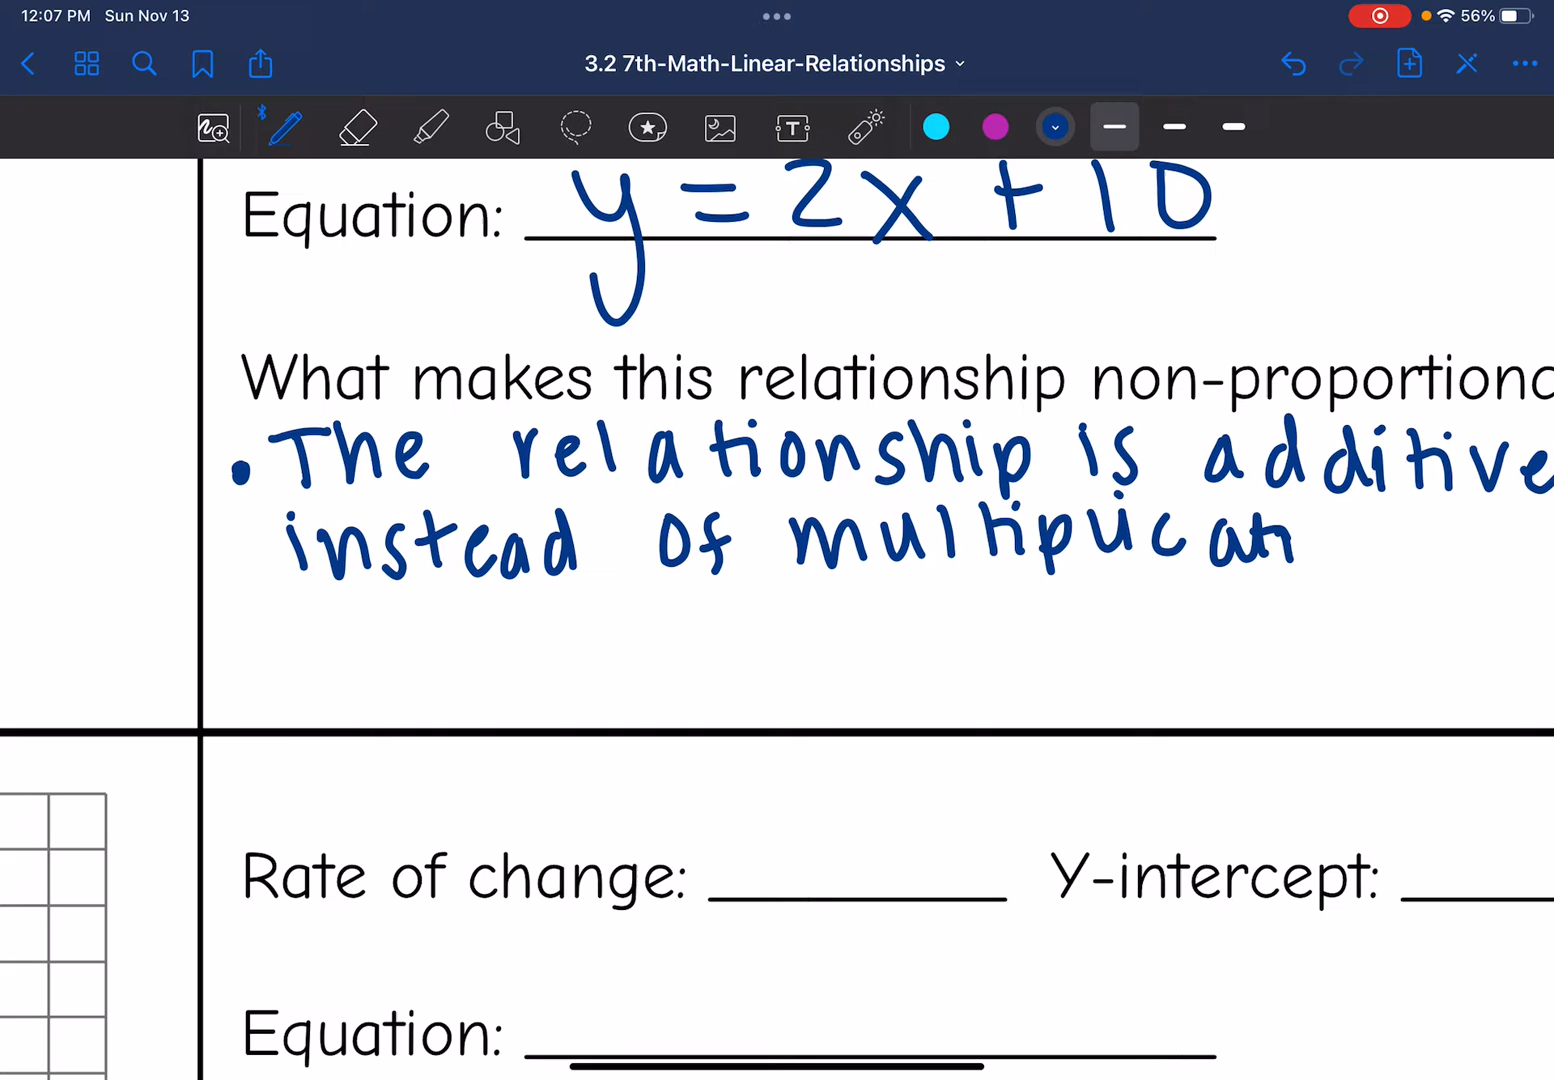 12:07 PM Sun Nov 13
56%
3.2 7th-Math-Linear-Relationships
T
Equation: y = 2x + 10
What makes this relationship non-proportiona
• The relationship is additive
instead of multiplicati
Rate of change: Y-intercept:
Equation: